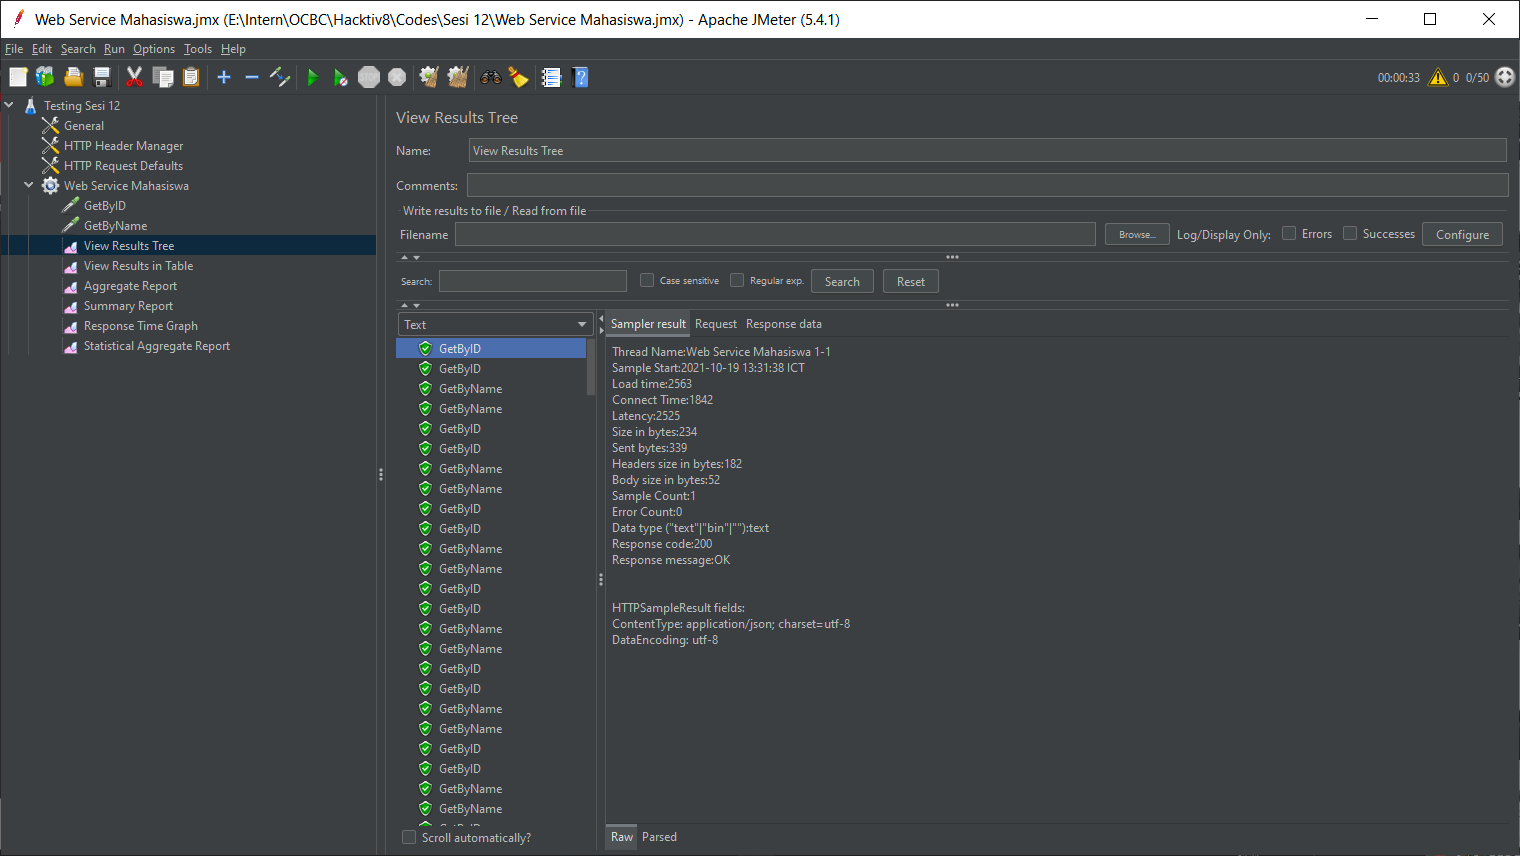 Web Service Mahasiswa.jmx (E:\Intern\OCBC\Hacktiv8\Codes\Sesi 12\Web Service Mahasiswa.jmx) - Apache JMeter (5.4.1)
File Edit Search Run Options Tools Help
STOP
00:00:33 0 0/50
Testing Sesi 12
General
HTTP Header Manager
HTTP Request Defaults
Web Service Mahasiswa
GetByID
GetByName
View Results Tree
View Results in Table
Aggregate Report
Summary Report
Response Time Graph
Statistical Aggregate Report
View Results Tree
Name: View Results Tree
Comments:
Write results to file / Read from file
Filename Browse... Log/Display Only: Errors Successes Configure
Search: Case sensitive Regular exp. Search Reset
Text
GetByID
GetByID
GetByName
GetByName
GetByID
GetByID
GetByName
GetByName
GetByID
GetByID
GetByName
GetByName
GetByID
GetByID
GetByName
GetByName
GetByID
GetByID
GetByName
GetByName
GetByID
GetByID
GetByName
GetByName
Scroll automatically?
Sampler result Request Response data
Thread Name:Web Service Mahasiswa 1-1
Sample Start:2021-10-19 13:31:38 ICT
Load time:2563
Connect Time:1842
Latency:2525
Size in bytes:234
Sent bytes:339
Headers size in bytes:182
Body size in bytes:52
Sample Count:1
Error Count:0
Data type ("text"|"bin"|""):text
Response code:200
Response message:OK
HTTPSampleResult fields:
ContentType: application/json; charset=utf-8
DataEncoding: utf-8
Raw Parsed